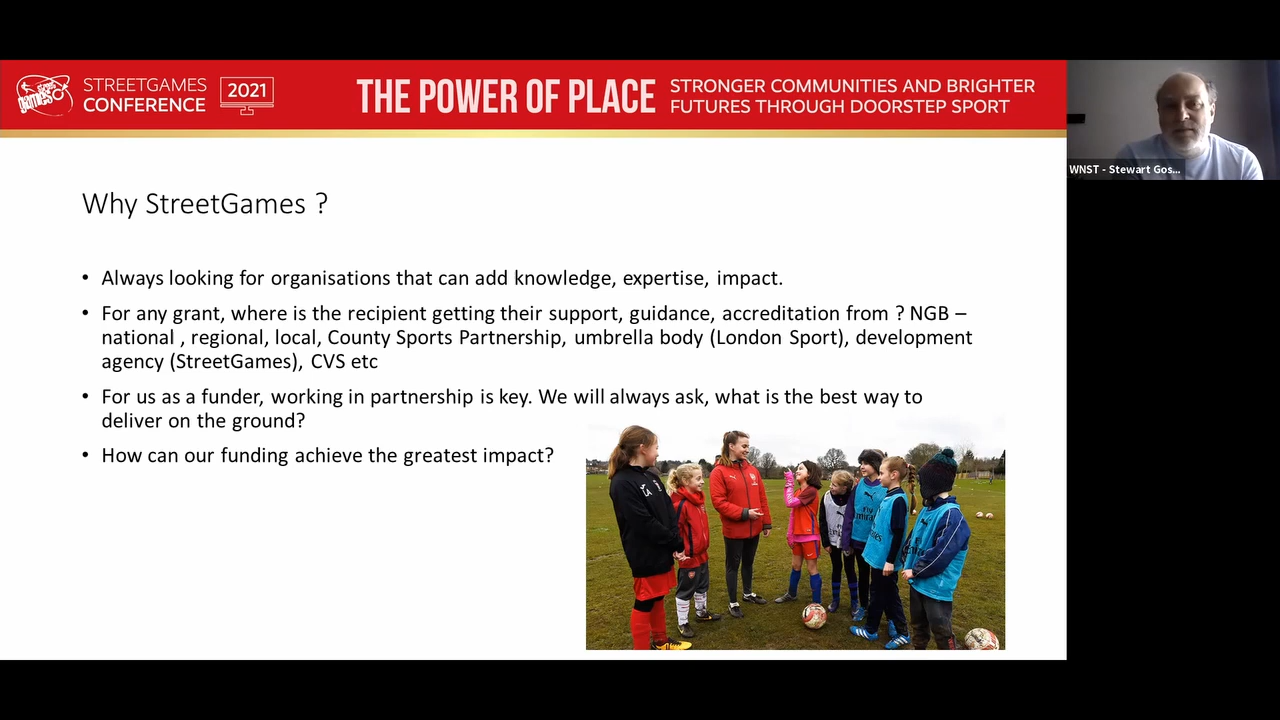 STREETGAMES
CONFERENCE
2021
THE POWER OF PLACE
STRONGER COMMUNITIES AND BRIGHTER
FUTURES THROUGH DOORSTEP SPORT
WNST - Stewart Gos...
Why StreetGames ?
• Always looking for organisations that can add knowledge, expertise, impact.
• For any grant, where is the recipient getting their support, guidance, accreditation from ? NGB –
national , regional, local, County Sports Partnership, umbrella body (London Sport), development
agency (StreetGames), CVS etc
• For us as a funder, working in partnership is key. We will always ask, what is the best way to
deliver on the ground?
• How can our funding achieve the greatest impact?